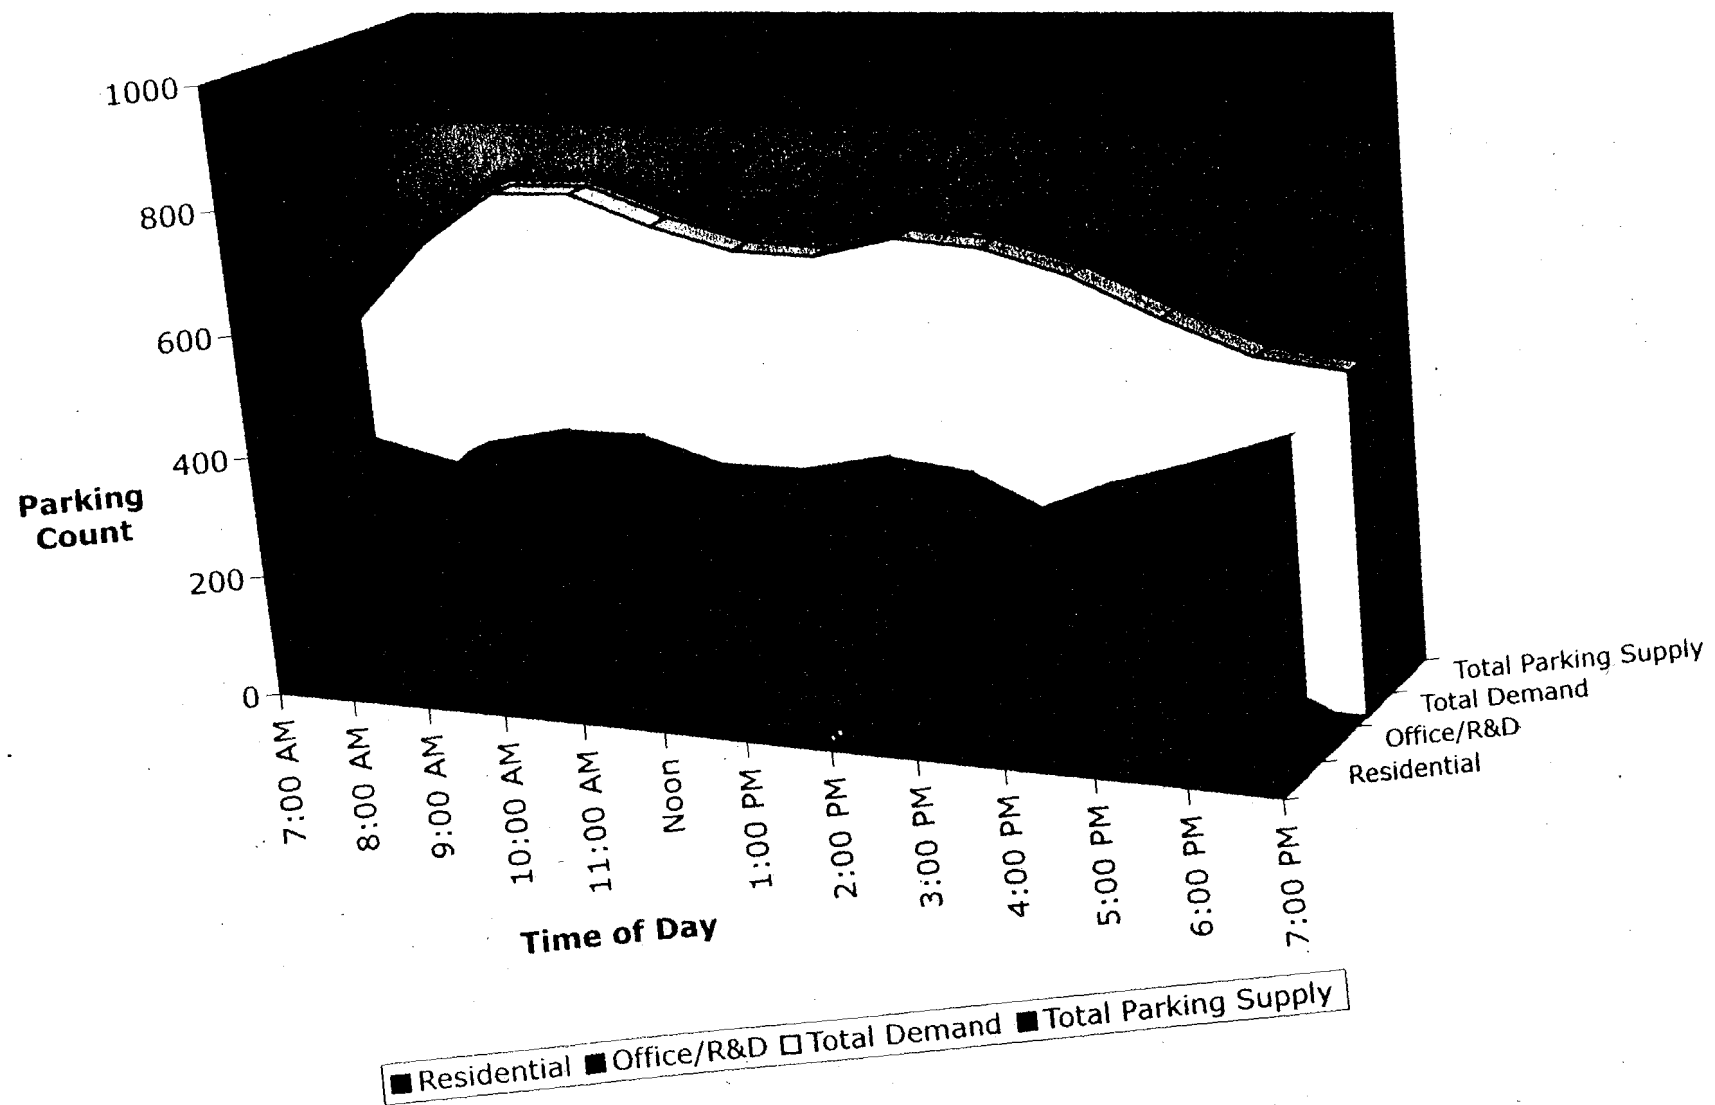 1000
800
600
400
200
0
Parking
Count
7:00 AM
8:00 AM
9:00 AM
10:00 AM
11:00 AM
Noon
1:00 PM
2:00 PM
3:00 PM
4:00 PM
5:00 PM
6:00 PM
7:00 PM
Total Parking Supply
Total Demand
Office/R&D
Residential
Time of Day
Residential Office/R&D Total Demand Total Parking Supply